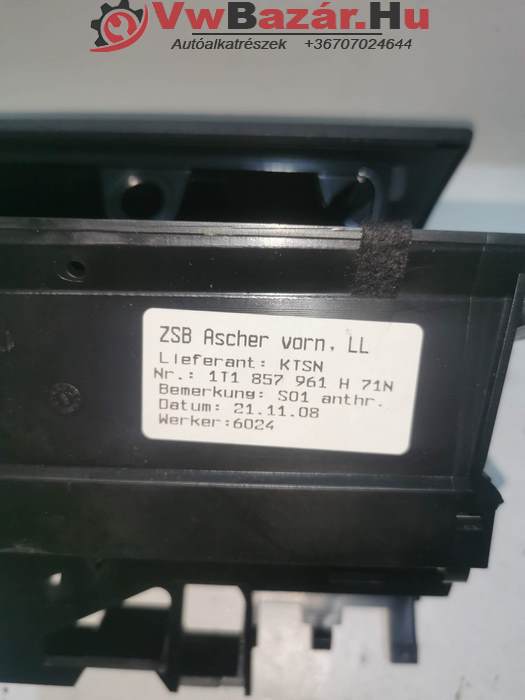 VwBazár.Hu
Autóalkatrészek +36707024644
ZSB Ascher vorn. LL
Lieferant: KTSN
Nr.: 1T1 857 961 H 71N
Bemerkung: S01 anthr.
Datum: 21.11.08
Werker:6024